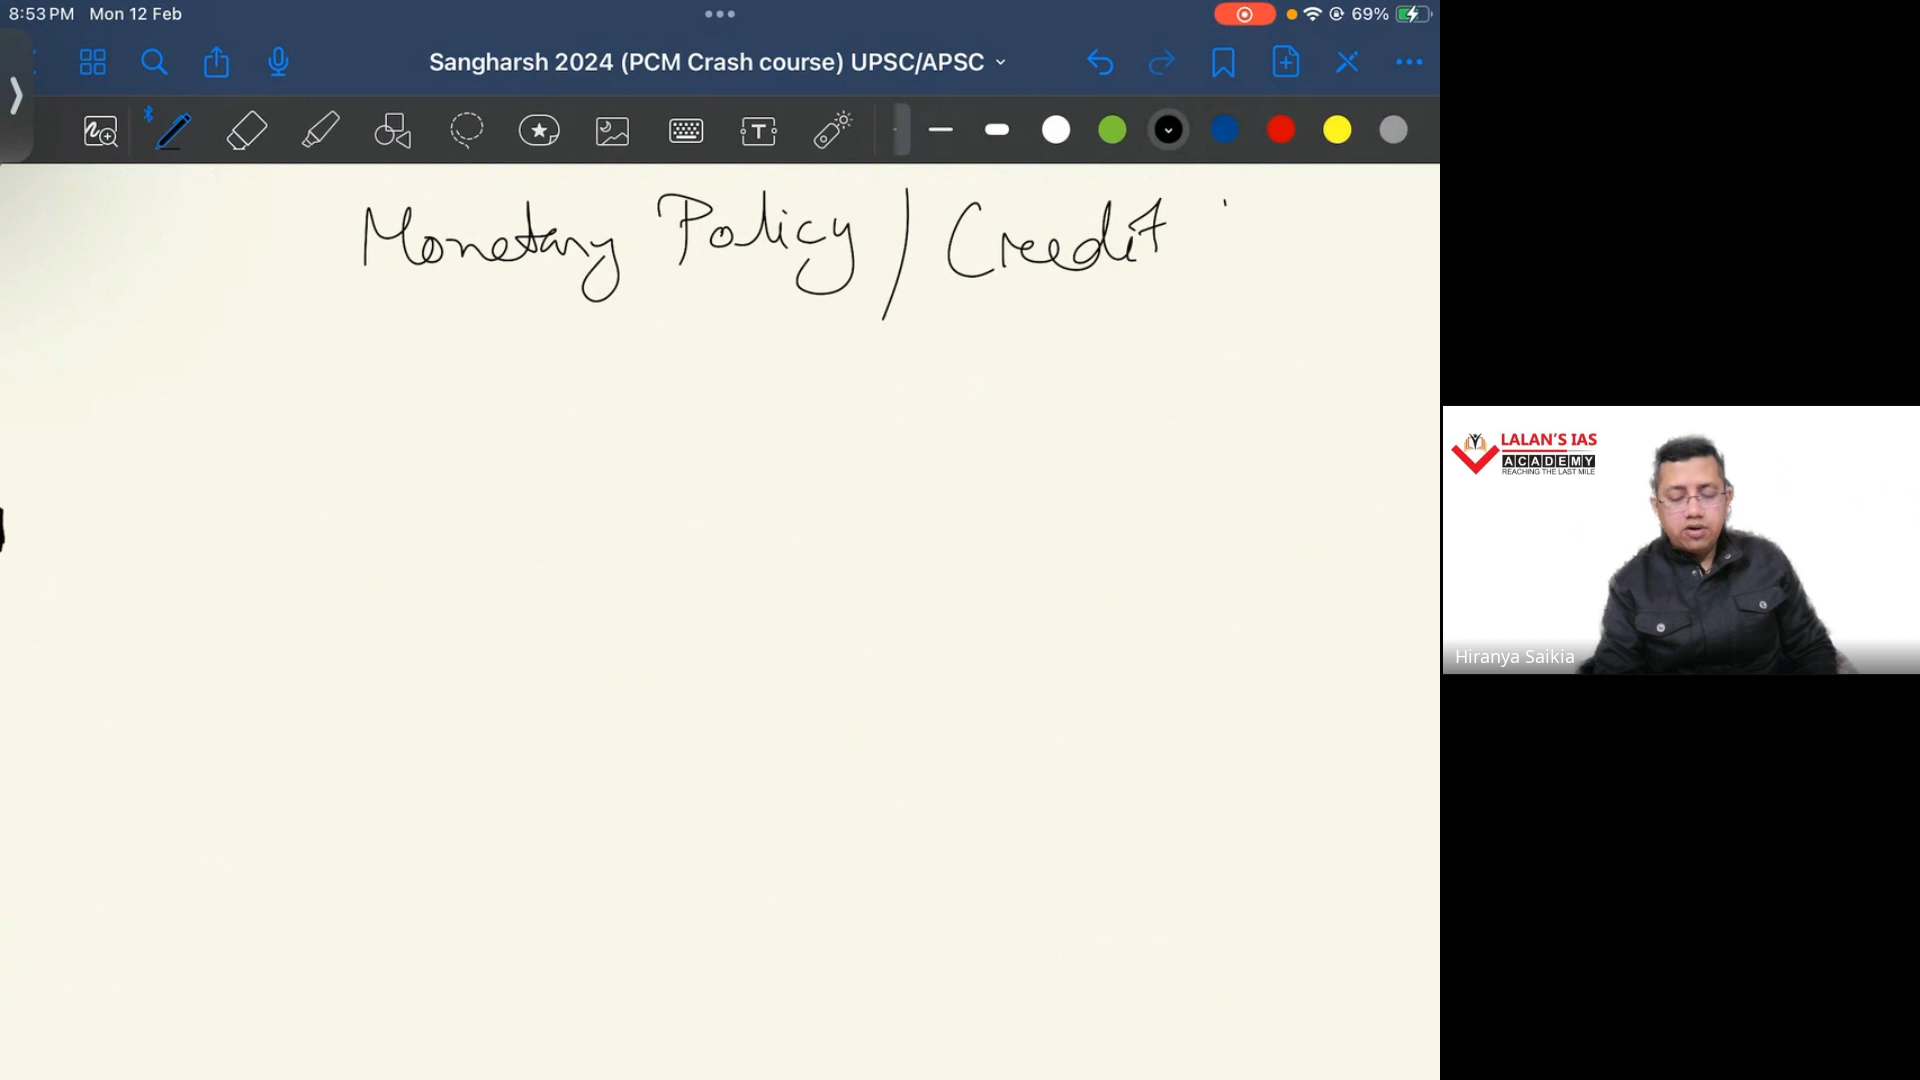 8:53 PM Mon 12 Feb
69%
Sangharsh 2024 (PCM Crash course) UPSC/APSC
T
Monetary Policy / Creedit
LALAN'S IAS
ACADEMY
REACHING THE LAST MILE
Hiranya Saikia